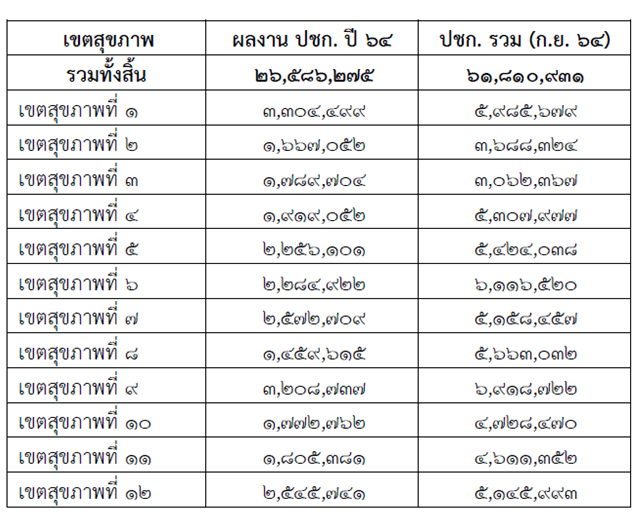 เขตสุขภาพ ผลงาน ปชก. ปี ๖๔ ปชก. รวม (ก.ย. ๖๔)
รวมทั้งสิ้น ๒๖,๕๘๖,๒๗๕ ๖๑,๘๑๐,๙๓๑
เขตสุขภาพที่ ๑ ๓,๓๐๔,๔๙๙ ๕,๙๘๕,๖๗๙
เขตสุขภาพที่ ๒ ๑,๖๖๗,๐๕๒ ๓,๖๘๘,๓๒๔
เขตสุขภาพที่ ๓ ๑,๗๘๙,๗๐๔ ๓,๐๖๒,๓๖๗
เขตสุขภาพที่ ๔ ๑,๙๑๙,๐๕๒ ๕,๓๐๗,๙๗๗
เขตสุขภาพที่ ๕ ๒,๒๕๖,๑๐๑ ๕,๔๒๔,๐๓๘
เขตสุขภาพที่ ๖ ๒,๒๘๔,๙๒๒ ๖,๑๑๖,๕๒๐
เขตสุขภาพที่ ๗ ๒,๕๗๒,๗๐๙ ๕,๑๕๘,๔๕๗
เขตสุขภาพที่ ๘ ๑,๔๕๙,๖๑๕ ๕,๖๖๓,๐๓๒
เขตสุขภาพที่ ๙ ๓,๒๐๘,๗๓๗ ๖,๙๑๘,๗๒๒
เขตสุขภาพที่ ๑๐ ๑,๗๗๒,๗๖๒ ๔,๗๒๘,๔๗๐
เขตสุขภาพที่ ๑๑ ๑,๘๐๕,๓๘๑ ๔,๖๑๑,๓๕๒
เขตสุขภาพที่ ๑๒ ๒,๕๔๕,๗๔๑ ๕,๑๔๕,๙๙๓